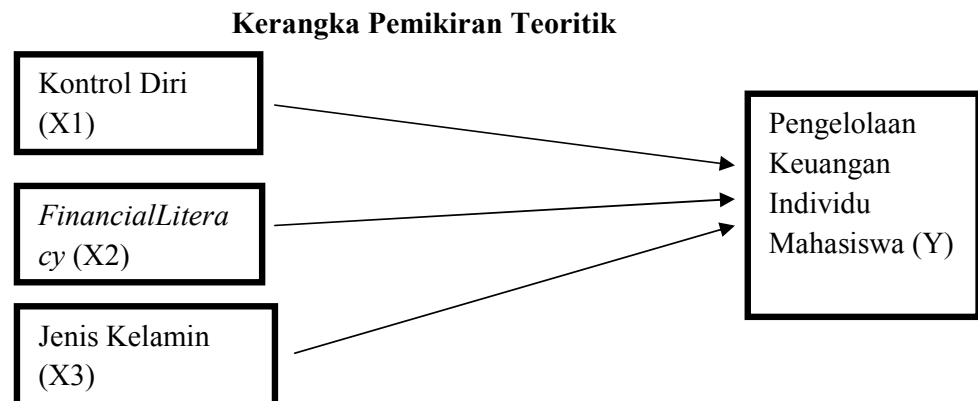 Kerangka Pemikiran Teoritik
Kontrol Diri
(X1)
FinancialLitera
cy (X2)
Jenis Kelamin
(X3)
Pengelolaan
Keuangan
Individu
Mahasiswa (Y)